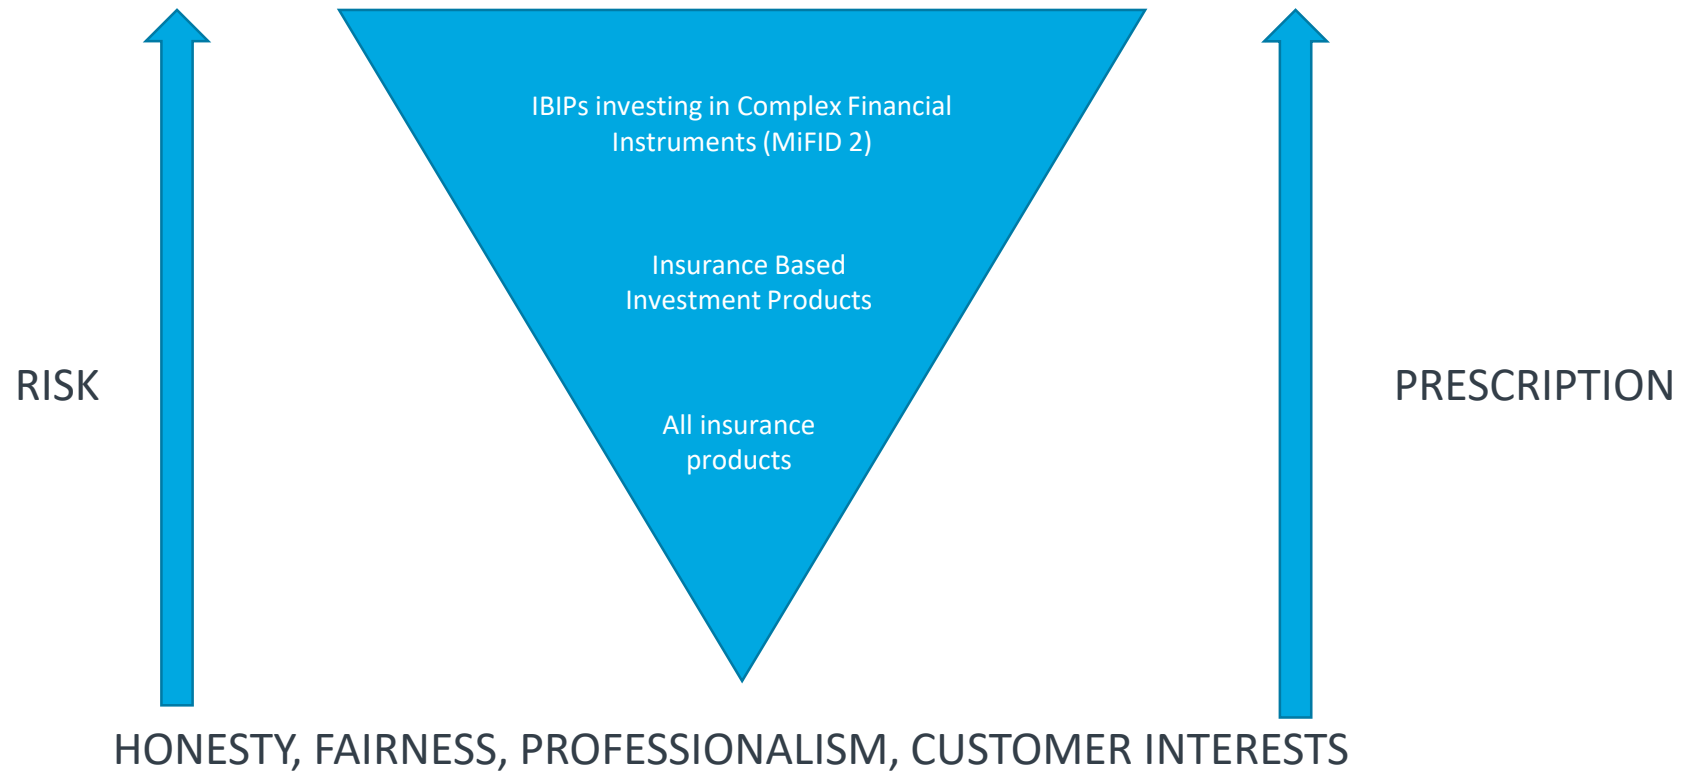 IBIPs investing in Complex Financial
Instruments (MiFID 2)
Insurance Based
Investment Products
RISK
PRESCRIPTION
All insurance
products
HONESTY, FAIRNESS, PROFESSIONALISM, CUSTOMER INTERESTS